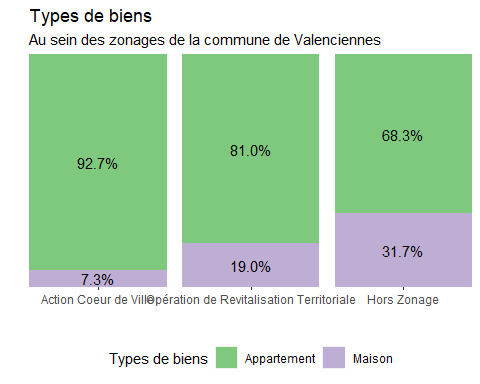 Types de biens
Au sein des zonages de la commune de Valenciennes
92.7% 81.0% 68.3%
7.3% 19.0% 31.7%
Action Coeur de Ville Opération de Revitalisation Territoriale Hors Zonage
Types de biens Appartement Maison